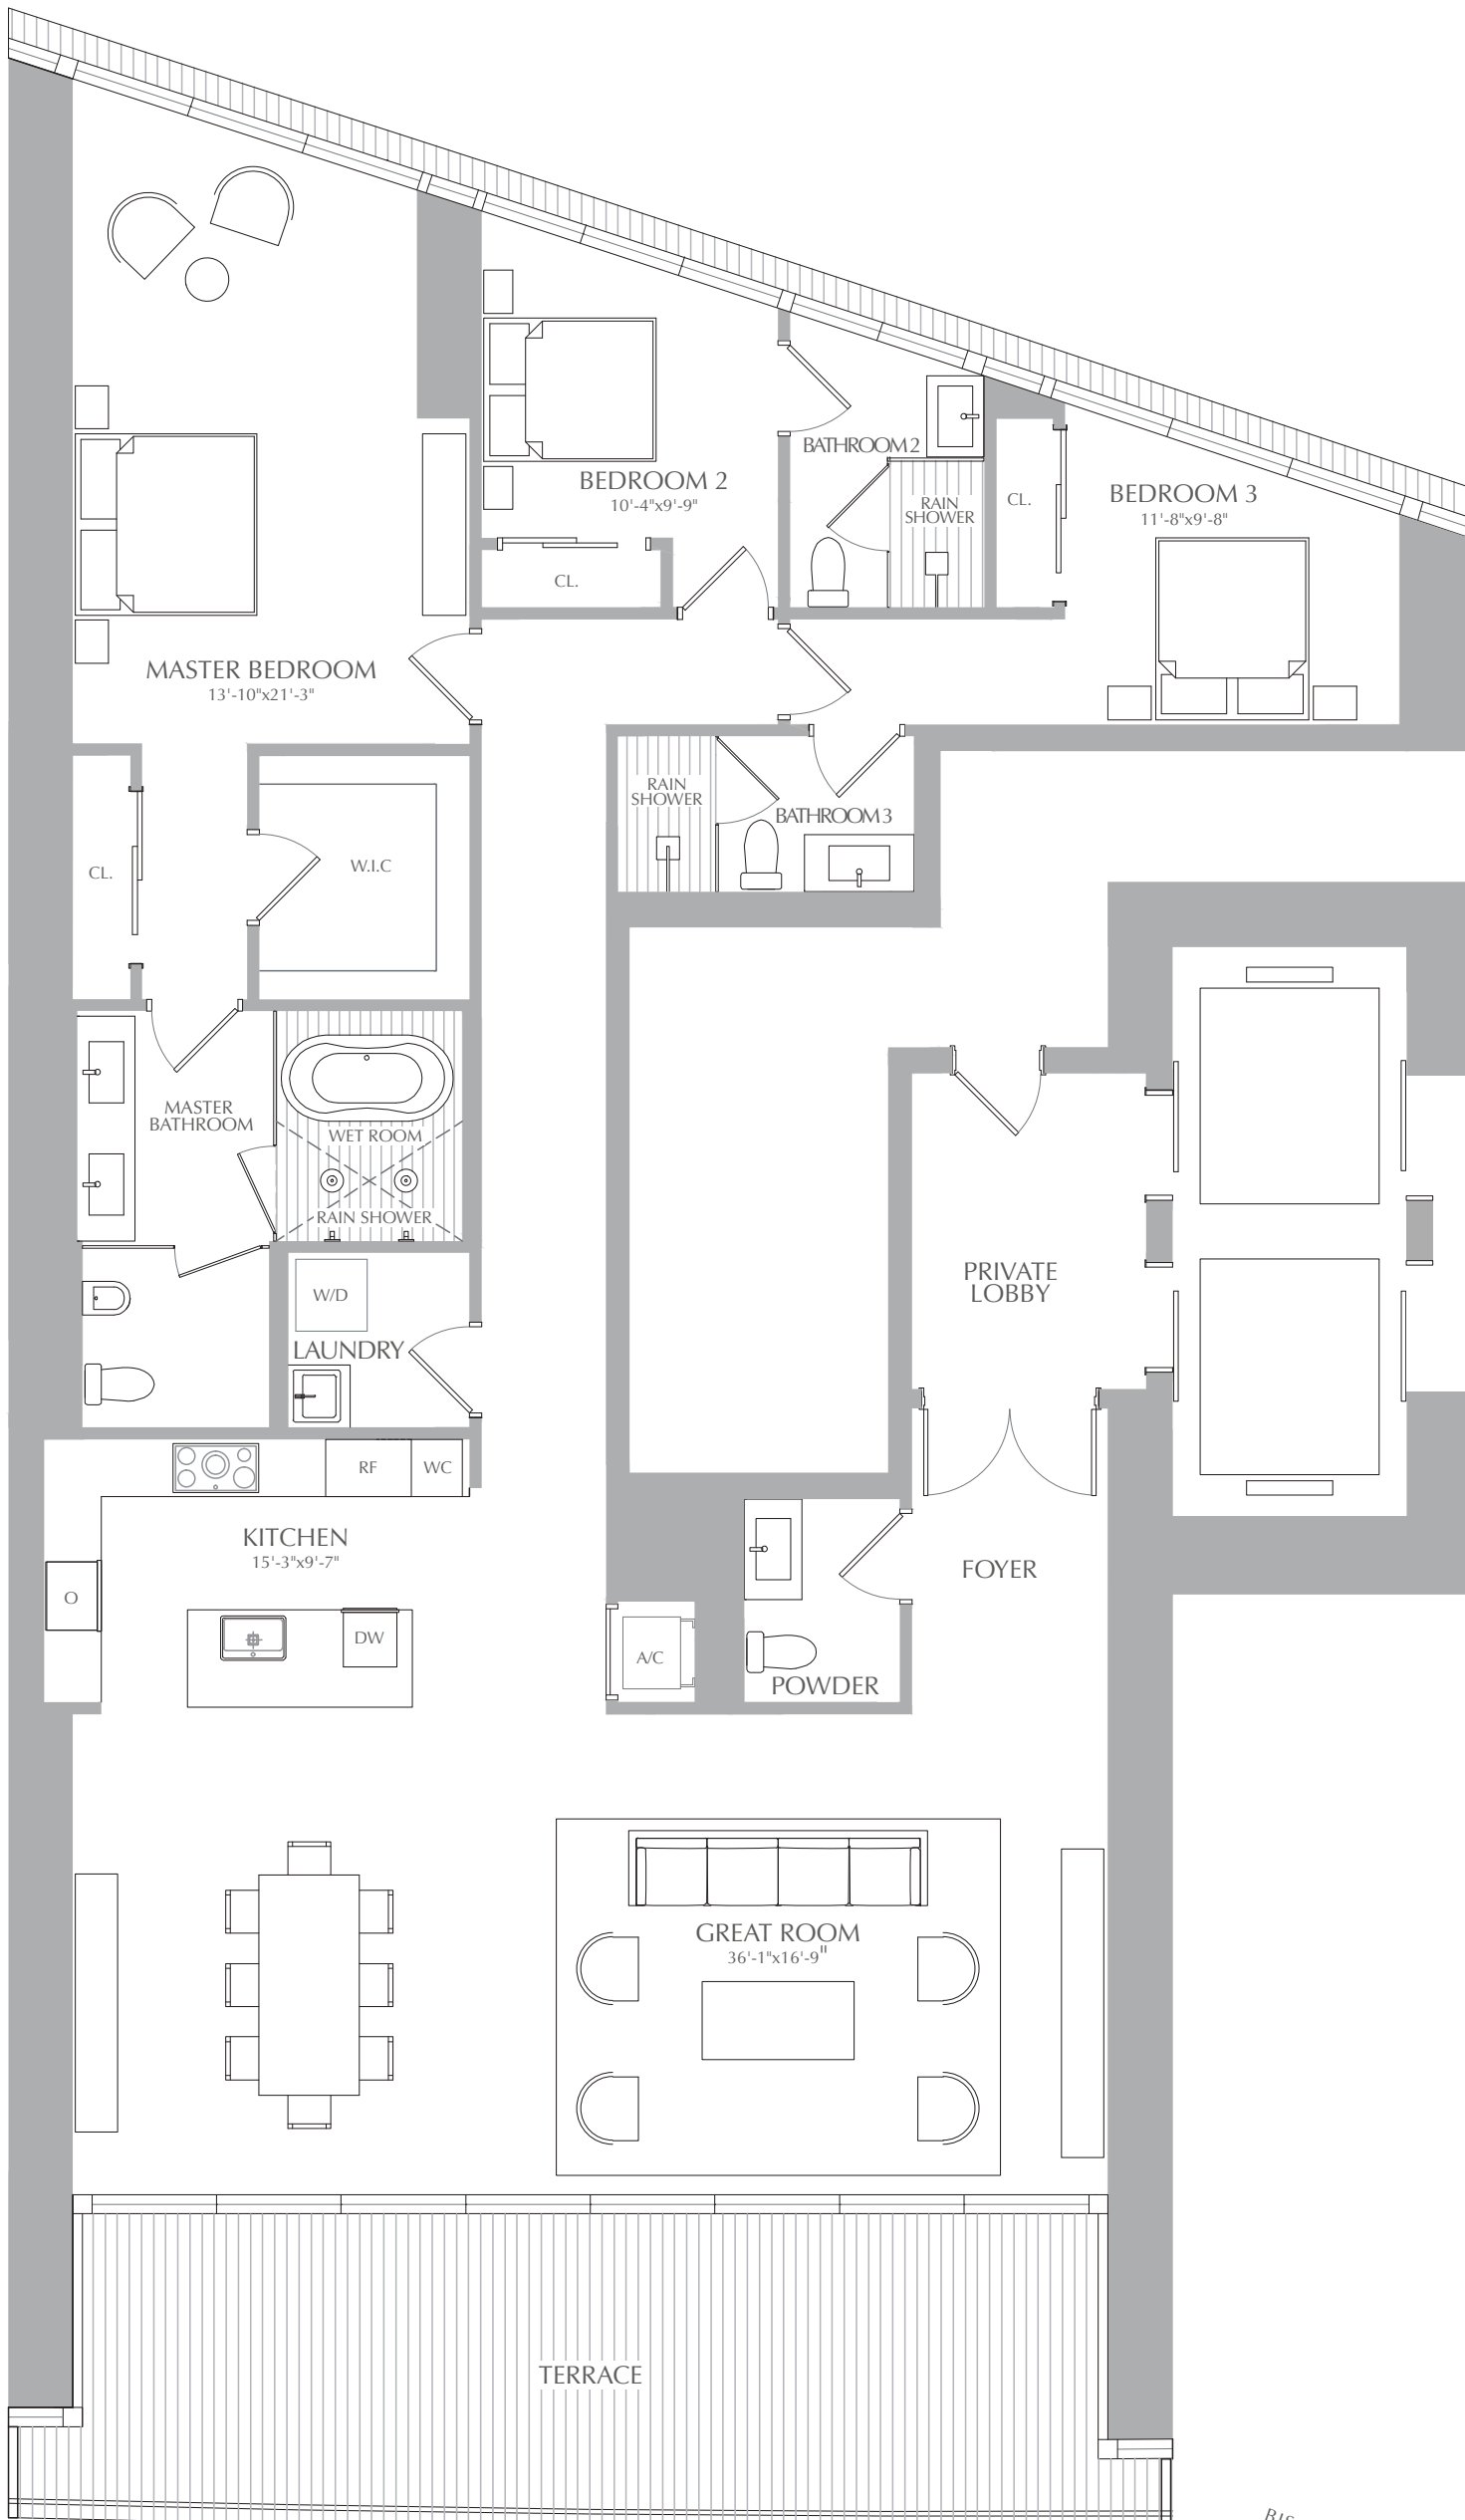 BATHROOM 2
BEDROOM 2
10'-4"x9'-9"
RAIN
SHOWER
CL.
BEDROOM 3
11'-8"x9'-8"
CL.
MASTER BEDROOM
13'-10"x21'-3"
RAIN
SHOWER
BATHROOM 3
CL.
W.I.C
MASTER
BATHROOM
WET ROOM
RAIN SHOWER
PRIVATE
LOBBY
W/D
LAUNDRY
RF
WC
KITCHEN
15'-3"x9'-7"
FOYER
O
DW
A/C
POWDER
GREAT ROOM
36'-1"x16'-9"
TERRACE